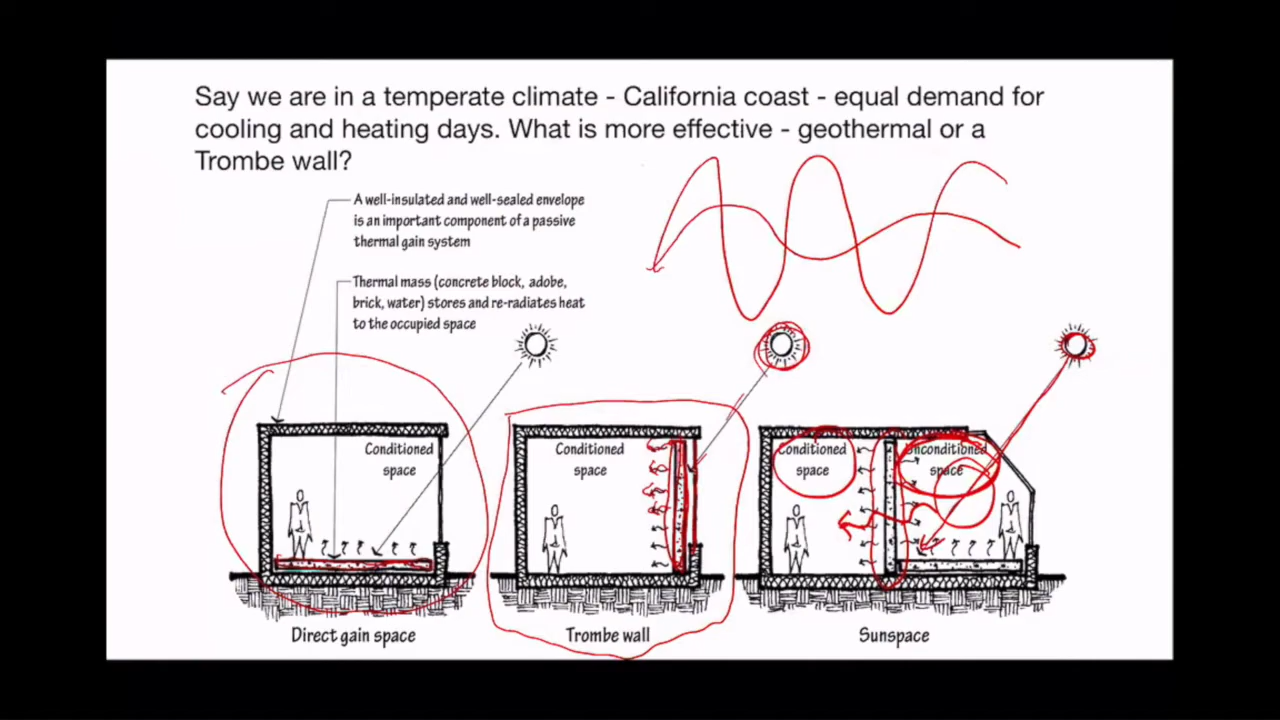 Say we are in a temperate climate - California coast - equal demand for
cooling and heating days. What is more effective - geothermal or a
Trombe wall?
A well-insulated and well-sealed envelope
is an important component of a passive
thermal gain system
Thermal mass (concrete block, adobe,
brick, water) stores and re-radiates heat
to the occupied space
Conditioned
space
Conditioned
space
Conditioned
space
Unconditioned
space
Direct gain space
Trombe wall
Sunspace